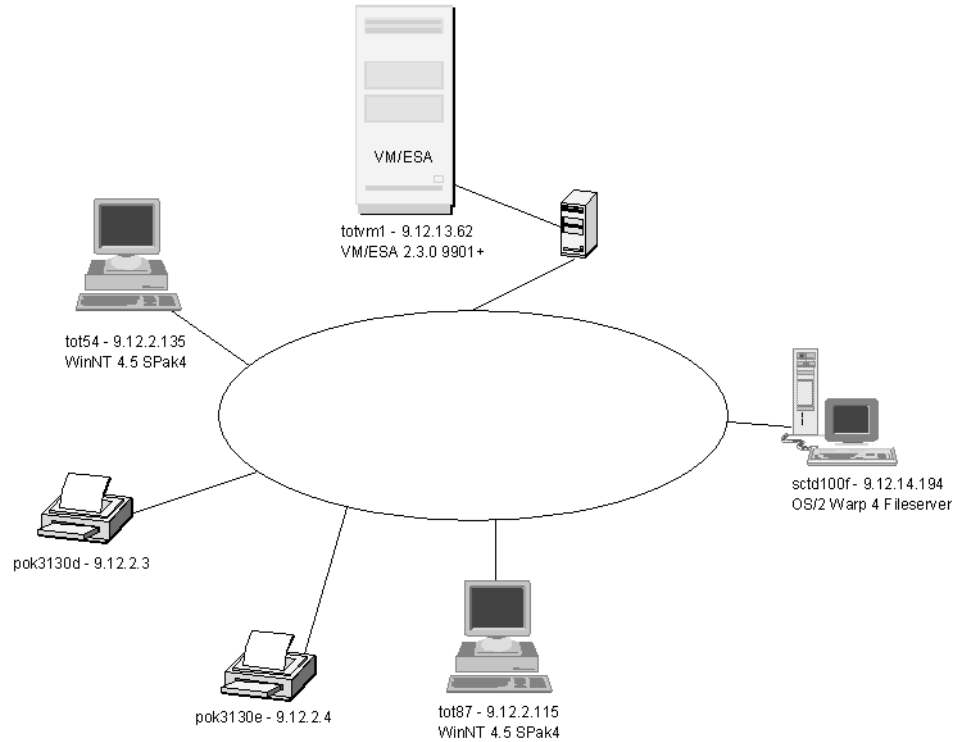 VM/ESA
totvm1 - 9.12.13.62
VM/ESA 2.3.0 9901+
tot54 - 9.12.2.135
WinNT 4.5 SPak4
sctd100f - 9.12.14.194
OS/2 Warp 4 Fileserver
pok3130d - 9.12.2.3
pok3130e - 9.12.2.4
tot87 - 9.12.2.115
WinNT 4.5 SPak4